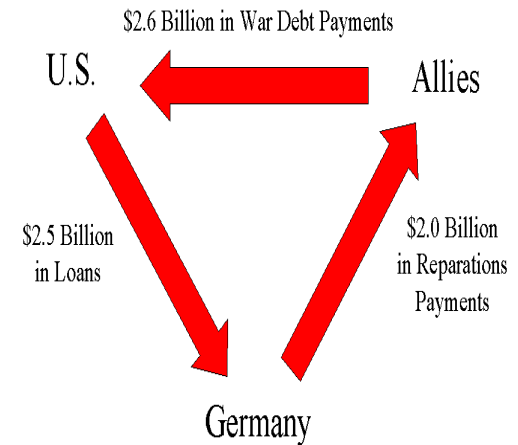 $2.6 Billion in War Debt Payments
U.S.
Allies
$2.5 Billion
in Loans
$2.0 Billion
in Reparations
Payments
Germany